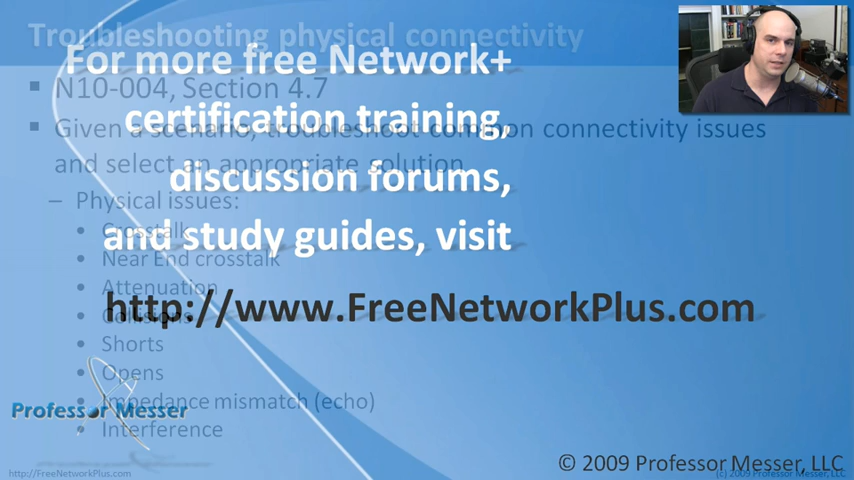 Troubleshooting physical connectivity
For more free Network+
certification training,
discussion forums,
and study guides, visit
http://www.FreeNetworkPlus.com
▪ N10-004, Section 4.7
▪ Given a scenario, troubleshoot common connectivity issues
and select an appropriate solution
– Physical issues:
• Crosstalk
• Near End crosstalk
• Attenuation
• Collisions
• Shorts
• Opens
• Impedance mismatch (echo)
• Interference
Professor Messer
© 2009 Professor Messer, LLC
http://FreeNetworkPlus.com
(c) 2009 Professor Messer, LLC